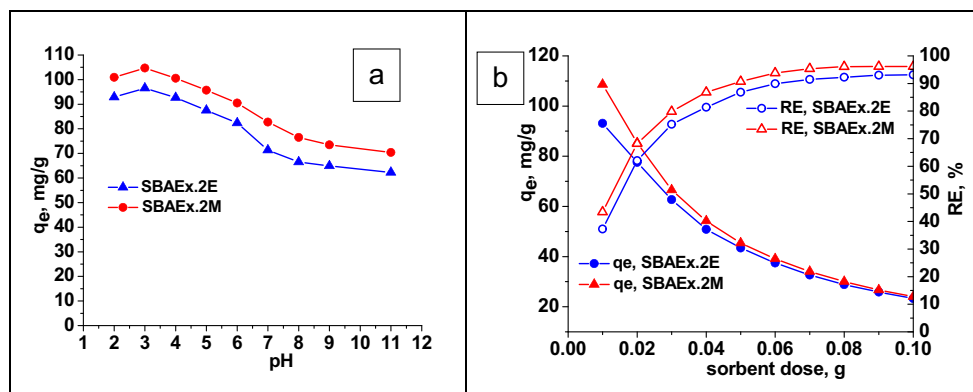 a
110
100
90
80
70
60
50
40
30
20
10
0
qe, mg/g
SBAEx.2E
SBAEx.2M
1 2 3 4 5 6 7 8 9 10 11 12
pH
b
120
100
80
60
40
20
qe, mg/g
RE, SBAEx.2E
RE, SBAEx.2M
qe, SBAEx.2E
qe, SBAEx.2M
100
90
80
70
60
50
40
30
20
10
0
RE, %
0.00 0.02 0.04 0.06 0.08 0.10
sorbent dose, g